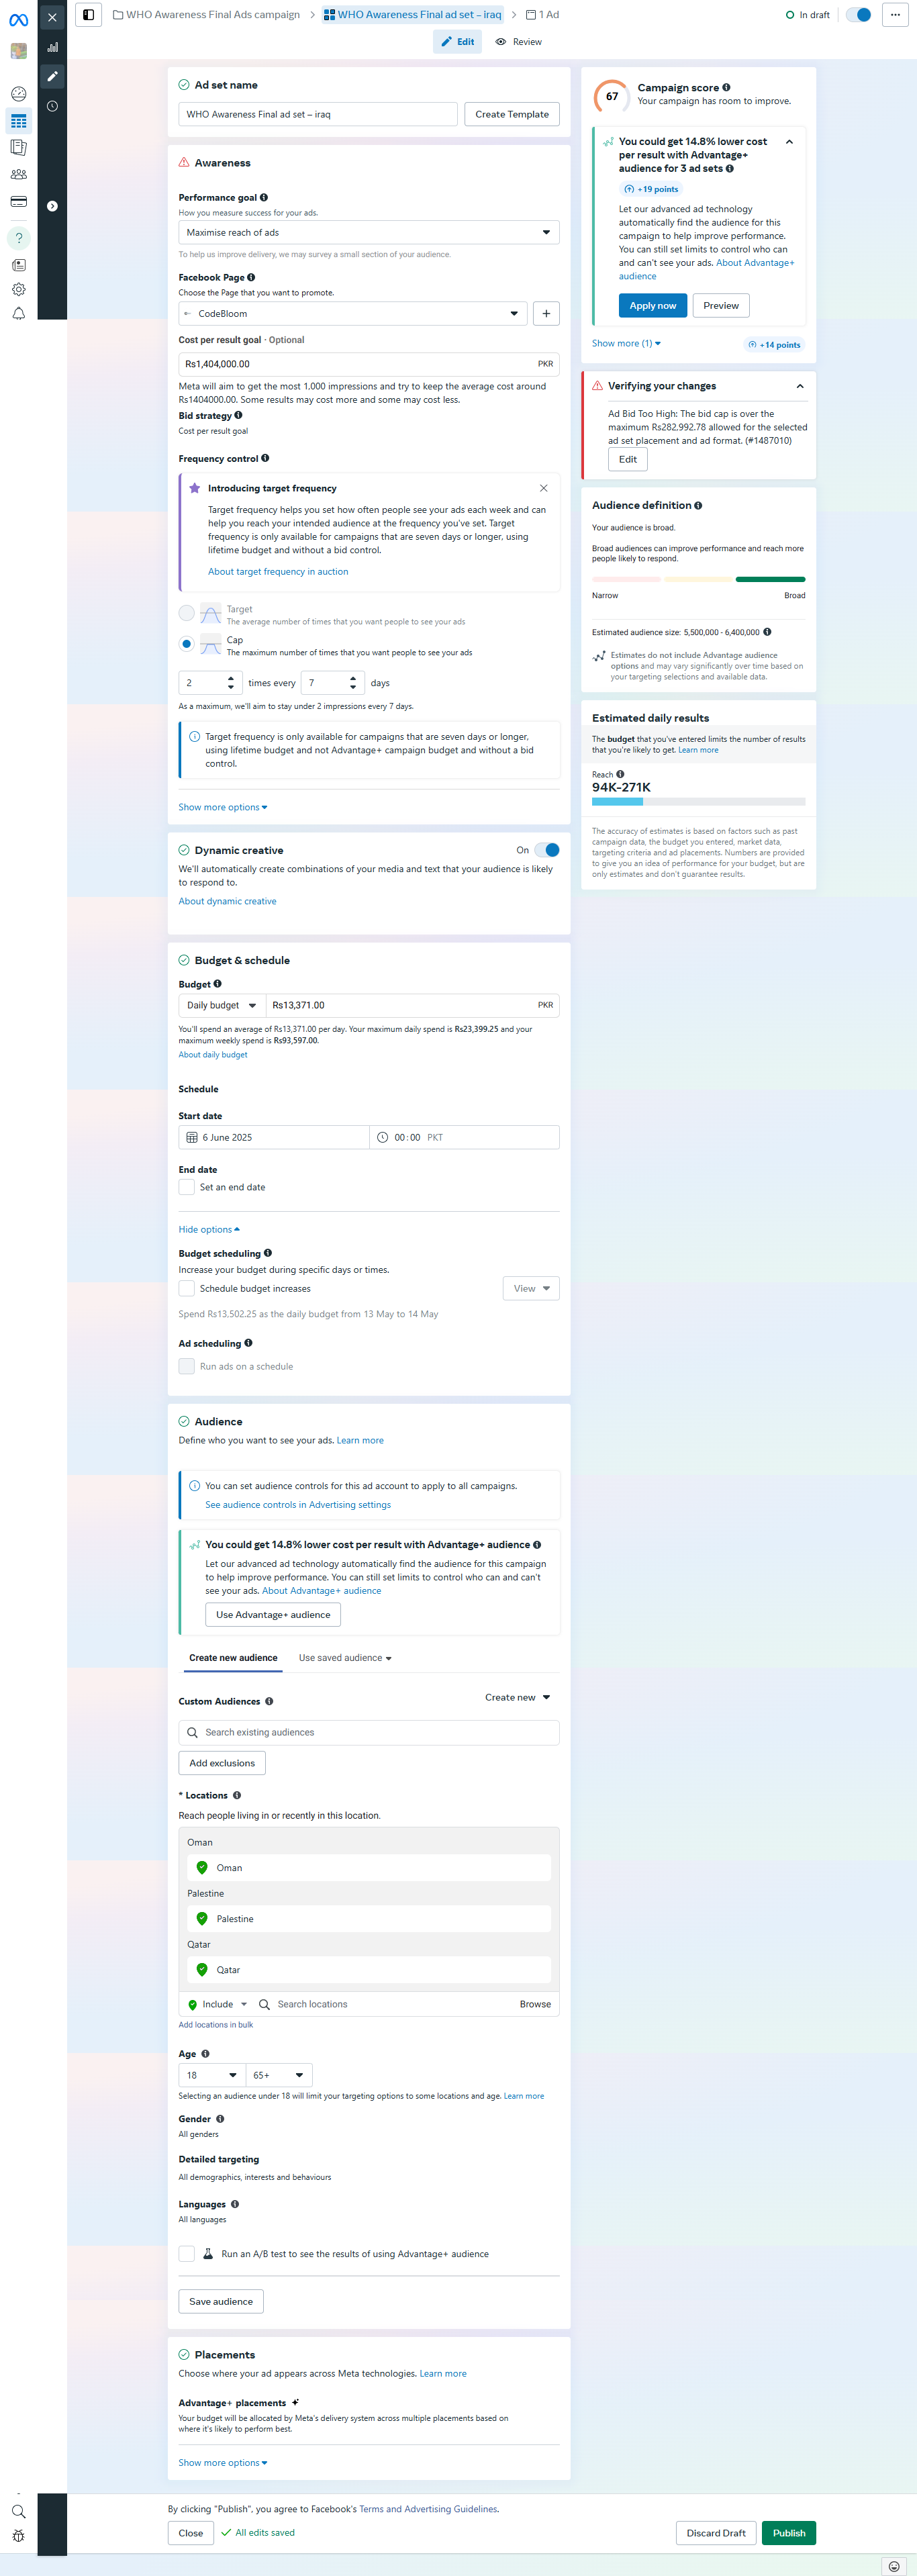 WHO Awareness Final Ads campaign
WHO Awareness Final ad set – iraq
1 Ad
In draft
Edit
Review
Ad set name
WHO Awareness Final ad set – iraq
Create Template
Awareness
Performance goal
How you measure success for your ads.
Maximise reach of ads
To help us improve delivery, we may survey a small section of your audience.
Facebook Page
Choose the Page that you want to promote.
CodeBloom
Cost per result goal · Optional
Rs1,404,000.00
PKR
Meta will aim to get the most 1,000 impressions and try to keep the average cost around
Rs1404000.00. Some results may cost more and some may cost less.
Bid strategy
Cost per result goal
Frequency control
Introducing target frequency
Target frequency helps you set how often people see your ads each week and can
help you reach your intended audience at the frequency you've set. Target
frequency is only available for campaigns that are seven days or longer, using
lifetime budget and without a bid control.
About target frequency in auction
Target
The average number of times that you want people to see your ads
Cap
The maximum number of times that you want people to see your ads
2
times every
7
days
As a maximum, we'll aim to stay under 2 impressions every 7 days.
Target frequency is only available for campaigns that are seven days or longer,
using lifetime budget and not Advantage+ campaign budget and without a bid
control.
Show more options
Dynamic creative
On
We'll automatically create combinations of your media and text that your audience is likely
to respond to.
About dynamic creative
Budget & schedule
Budget
Daily budget
Rs13,371.00
PKR
You'll spend an average of Rs13,371.00 per day. Your maximum daily spend is Rs23,399.25 and your
maximum weekly spend is Rs93,597.00.
About daily budget
Schedule
Start date
6 June 2025
00:00 PKT
End date
Set an end date
Hide options
Budget scheduling
Increase your budget during specific days or times.
Schedule budget increases
View
Spend Rs13,502.25 as the daily budget from 13 May to 14 May
Ad scheduling
Run ads on a schedule
Audience
Define who you want to see your ads. Learn more
You can set audience controls for this ad account to apply to all campaigns.
See audience controls in Advertising settings
You could get 14.8% lower cost per result with Advantage+ audience
Let our advanced ad technology automatically find the audience for this campaign
to help improve performance. You can still set limits to control who can and can't
see your ads. About Advantage+ audience
Use Advantage+ audience
Create new audience
Use saved audience
Custom Audiences
Create new
Search existing audiences
Add exclusions
* Locations
Reach people living in or recently in this location.
Oman
Oman
Palestine
Palestine
Qatar
Qatar
Include
Search locations
Browse
Add locations in bulk
Age
18
65+
Selecting an audience under 18 will limit your targeting options to some locations and age. Learn more
Gender
All genders
Detailed targeting
All demographics, interests and behaviours
Languages
All languages
Run an A/B test to see the results of using Advantage+ audience
Save audience
Placements
Choose where your ad appears across Meta technologies. Learn more
Advantage+ placements
Your budget will be allocated by Meta's delivery system across multiple placements based on
where it's likely to perform best.
Show more options
67
Campaign score
Your campaign has room to improve.
You could get 14.8% lower cost
per result with Advantage+
audience for 3 ad sets
+19 points
Let our advanced ad technology
automatically find the audience for this
campaign to help improve performance.
You can still set limits to control who can
and can't see your ads. About Advantage+
audience
Apply now
Preview
Show more (1)
+14 points
Verifying your changes
Ad Bid Too High: The bid cap is over the
maximum Rs282,992.78 allowed for the selected
ad set placement and ad format. (#1487010)
Edit
Audience definition
Your audience is broad.
Broad audiences can improve performance and reach more
people likely to respond.
Narrow
Broad
Estimated audience size: 5,500,000 - 6,400,000
Estimates do not include Advantage audience
options and may vary significantly over time based on
your targeting selections and available data.
Estimated daily results
The budget that you've entered limits the number of results
that you're likely to get. Learn more
Reach
94K-271K
The accuracy of estimates is based on factors such as past
campaign data, the budget you entered, market data,
targeting criteria and ad placements. Numbers are provided
to give you an idea of performance for your budget, but are
only estimates and don't guarantee results.
By clicking "Publish", you agree to Facebook's Terms and Advertising Guidelines.
Close
All edits saved
Discard Draft
Publish